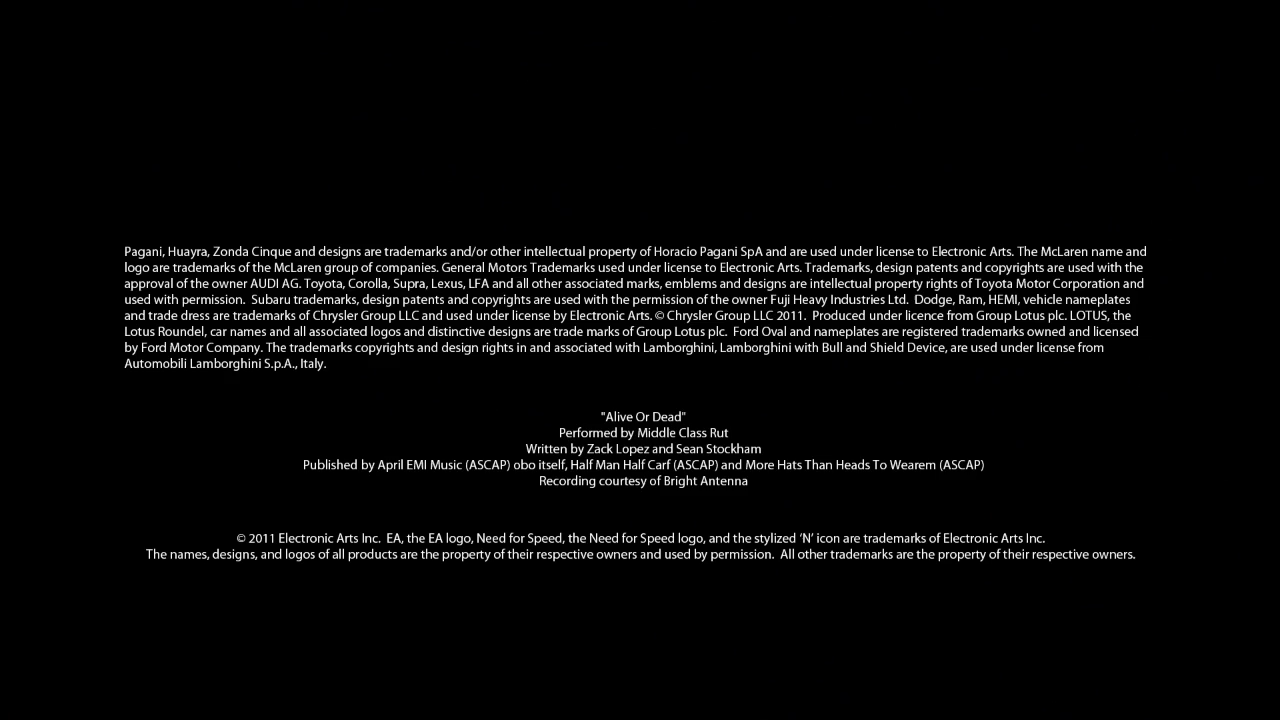 Pagani, Huayra, Zonda Cinque and designs are trademarks and/or other intellectual property of Horacio Pagani SpA and are used under license to Electronic Arts. The McLaren name and
logo are trademarks of the McLaren group of companies. General Motors Trademarks used under license to Electronic Arts. Trademarks, design patents and copyrights are used with the
approval of the owner AUDI AG. Toyota, Corolla, Supra, Lexus, LFA and all other associated marks, emblems and designs are intellectual property rights of Toyota Motor Corporation and
used with permission.  Subaru trademarks, design patents and copyrights are used with the permission of the owner Fuji Heavy Industries Ltd.  Dodge, Ram, HEMI, vehicle nameplates
and trade dress are trademarks of Chrysler Group LLC and used under license by Electronic Arts. © Chrysler Group LLC 2011.  Produced under licence from Group Lotus plc. LOTUS, the
Lotus Roundel, car names and all associated logos and distinctive designs are trade marks of Group Lotus plc.  Ford Oval and nameplates are registered trademarks owned and licensed
by Ford Motor Company. The trademarks copyrights and design rights in and associated with Lamborghini, Lamborghini with Bull and Shield Device, are used under license from
Automobili Lamborghini S.p.A., Italy.
"Alive Or Dead"
Performed by Middle Class Rut
Written by Zack Lopez and Sean Stockham
Published by April EMI Music (ASCAP) obo itself, Half Man Half Carf (ASCAP) and More Hats Than Heads To Wearem (ASCAP)
Recording courtesy of Bright Antenna
© 2011 Electronic Arts Inc.  EA, the EA logo, Need for Speed, the Need for Speed logo, and the stylized ‘N’ icon are trademarks of Electronic Arts Inc.
The names, designs, and logos of all products are the property of their respective owners and used by permission.  All other trademarks are the property of their respective owners.